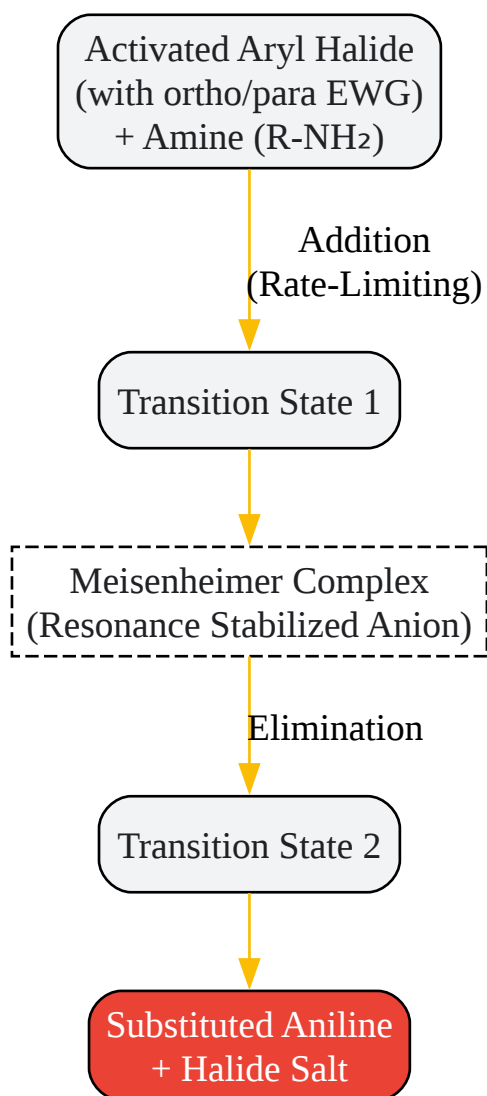 Activated Aryl Halide
(with ortho/para EWG)
+ Amine (R-NH₂)
Addition
(Rate-Limiting)
Transition State 1
Meisenheimer Complex
(Resonance Stabilized Anion)
Elimination
Transition State 2
Substituted Aniline
+ Halide Salt